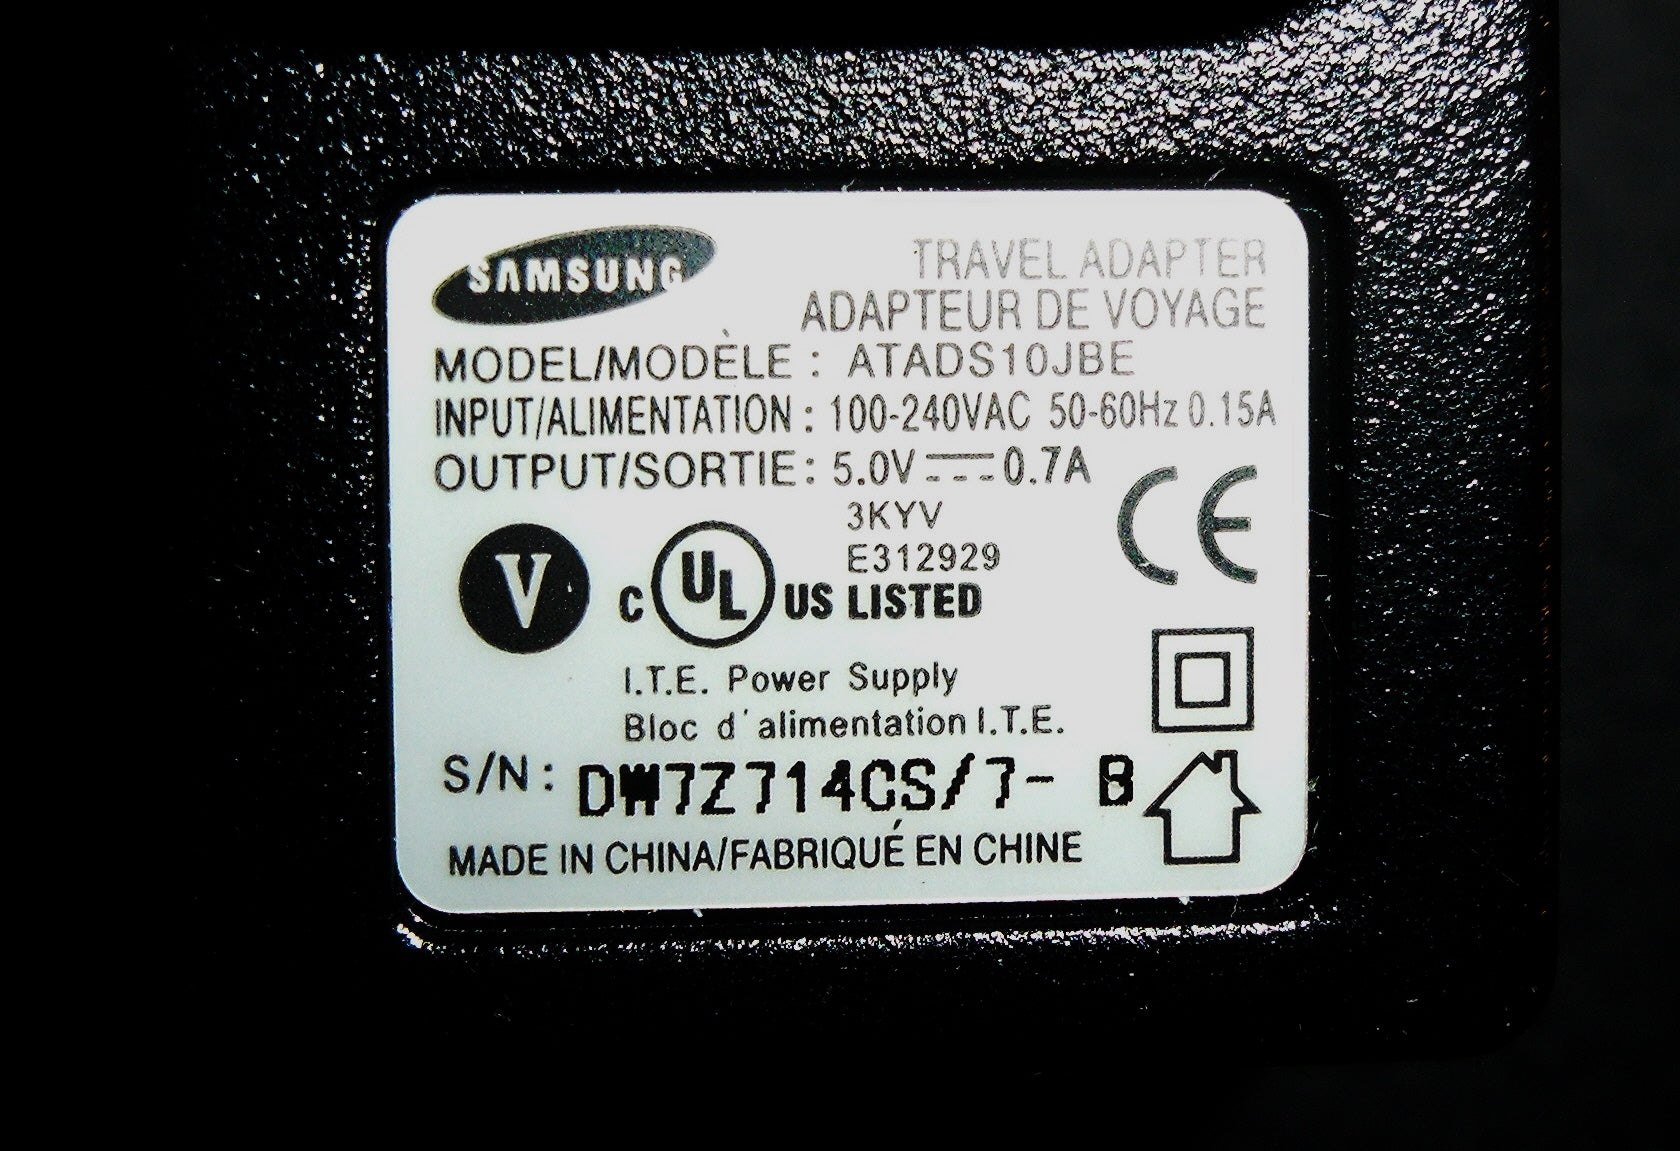 SAMSUNG
TRAVEL ADAPTER
ADAPTEUR DE VOYAGE
MODEL/MODÈLE : ATADS10JBE
INPUT/ALIMENTATION : 100-240VAC 50-60Hz 0.15A
OUTPUT/SORTIE : 5.0V ⎓ 0.7A
3KYV
E312929
V
c UL US LISTED
CE
I.T.E. Power Supply
Bloc d'alimentation I.T.E.
S/N : DW7Z714CS/7- B
MADE IN CHINA/FABRIQUÉ EN CHINE